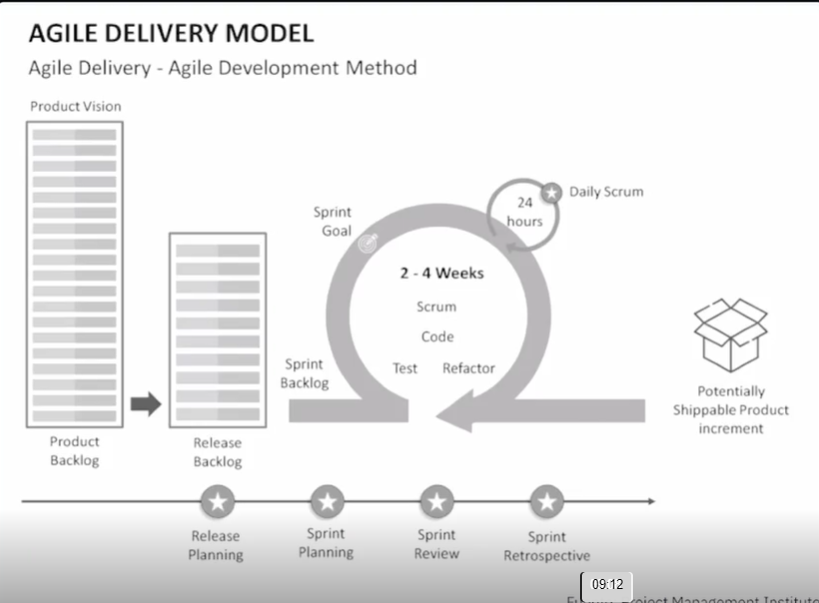 AGILE DELIVERY MODEL
Agile Delivery - Agile Development Method
Product Vision
Product
Backlog
Release
Backlog
Sprint
Goal
Sprint
Backlog
24
hours
Daily Scrum
2 - 4 Weeks
Scrum
Code
Test Refactor
Potentially
Shippable Product
increment
Release
Planning
Sprint
Planning
Sprint
Review
Sprint
Retrospective
09:12
Project Management Institute